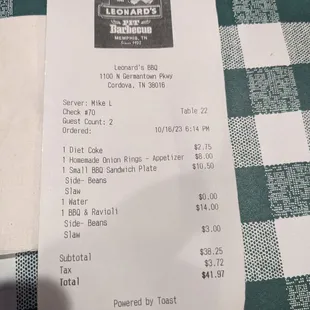 LEONARD'S
PIT
Barbecue
MEMPHIS, TN
Since 1922
Leonard's BBQ
1100 N Germantown Pkwy
Cordova, TN 38016
Server: Mike L
Check #70 Table 22
Guest Count: 2
Ordered: 10/16/23 6:14 PM
1 Diet Coke $2.75
1 Homemade Onion Rings - Appetizer $8.00
1 Small BBQ Sandwich Plate $10.50
Side- Beans
Slaw
1 Water $0.00
1 BBQ & Ravioli $14.00
Side- Beans
Slaw $3.00
Subtotal $38.25
Tax $3.72
Total $41.97
Powered by Toast